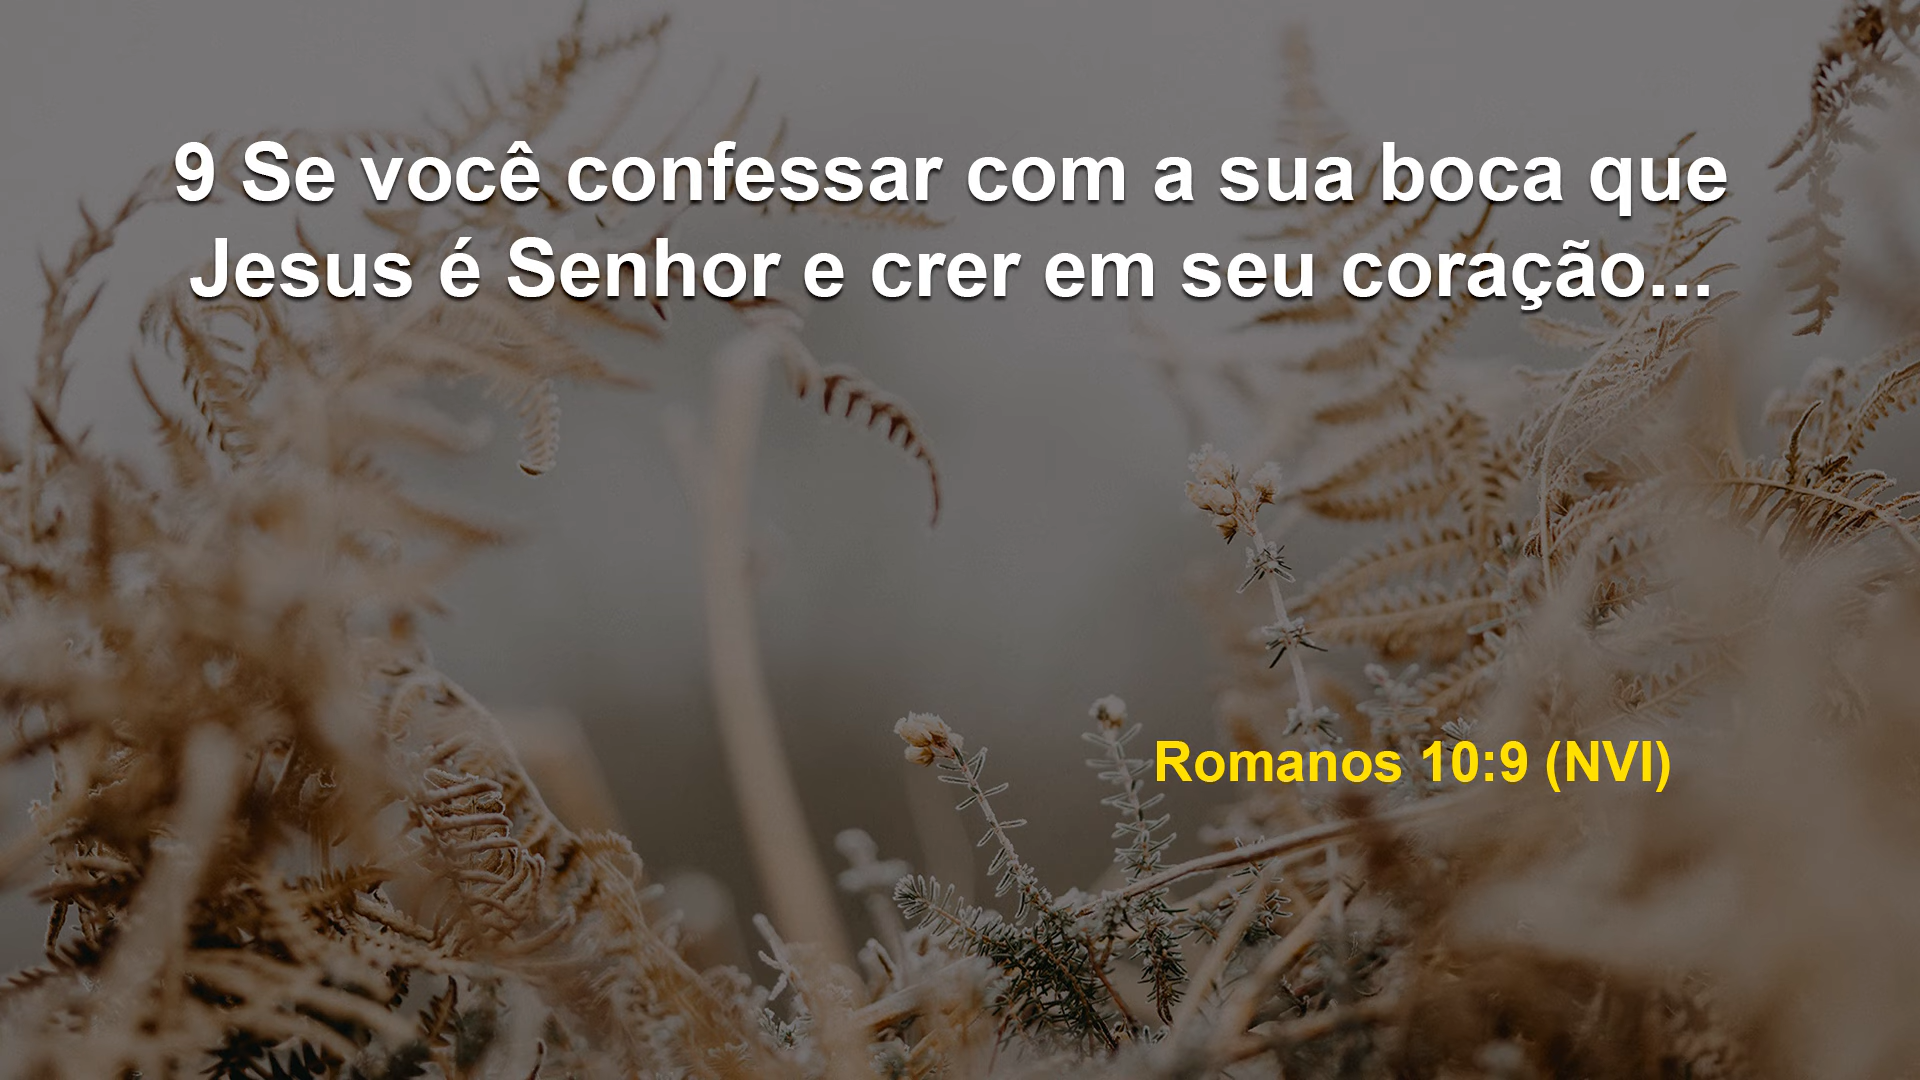 9 Se você confessar com a sua boca que
Jesus é Senhor e crer em seu coração...
Romanos 10:9 (NVI)